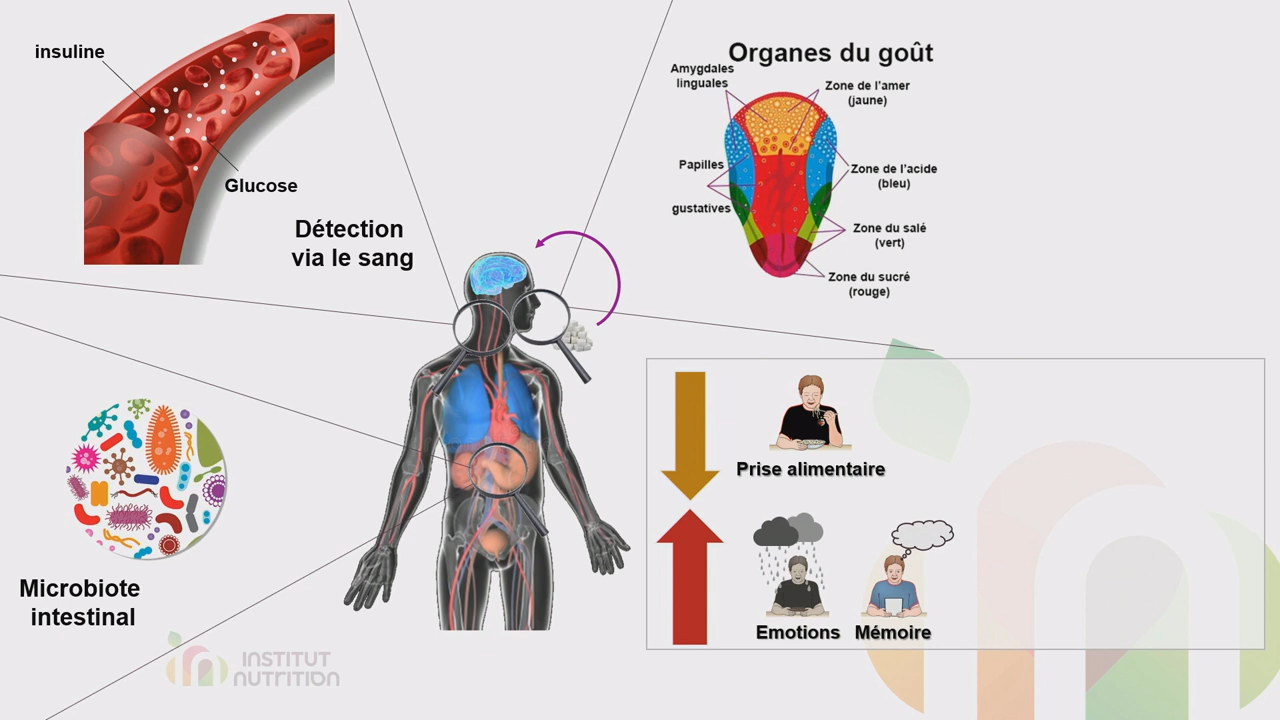 insuline
Glucose
Détection
via le sang
Organes du goût
Amygdales
linguales
Zone de l'amer
(jaune)
Papilles
gustatives
Zone de l'acide
(bleu)
Zone du salé
(vert)
Zone du sucré
(rouge)
Microbiote
intestinal
Prise alimentaire
Emotions
Mémoire
INSTITUT
NUTRITION